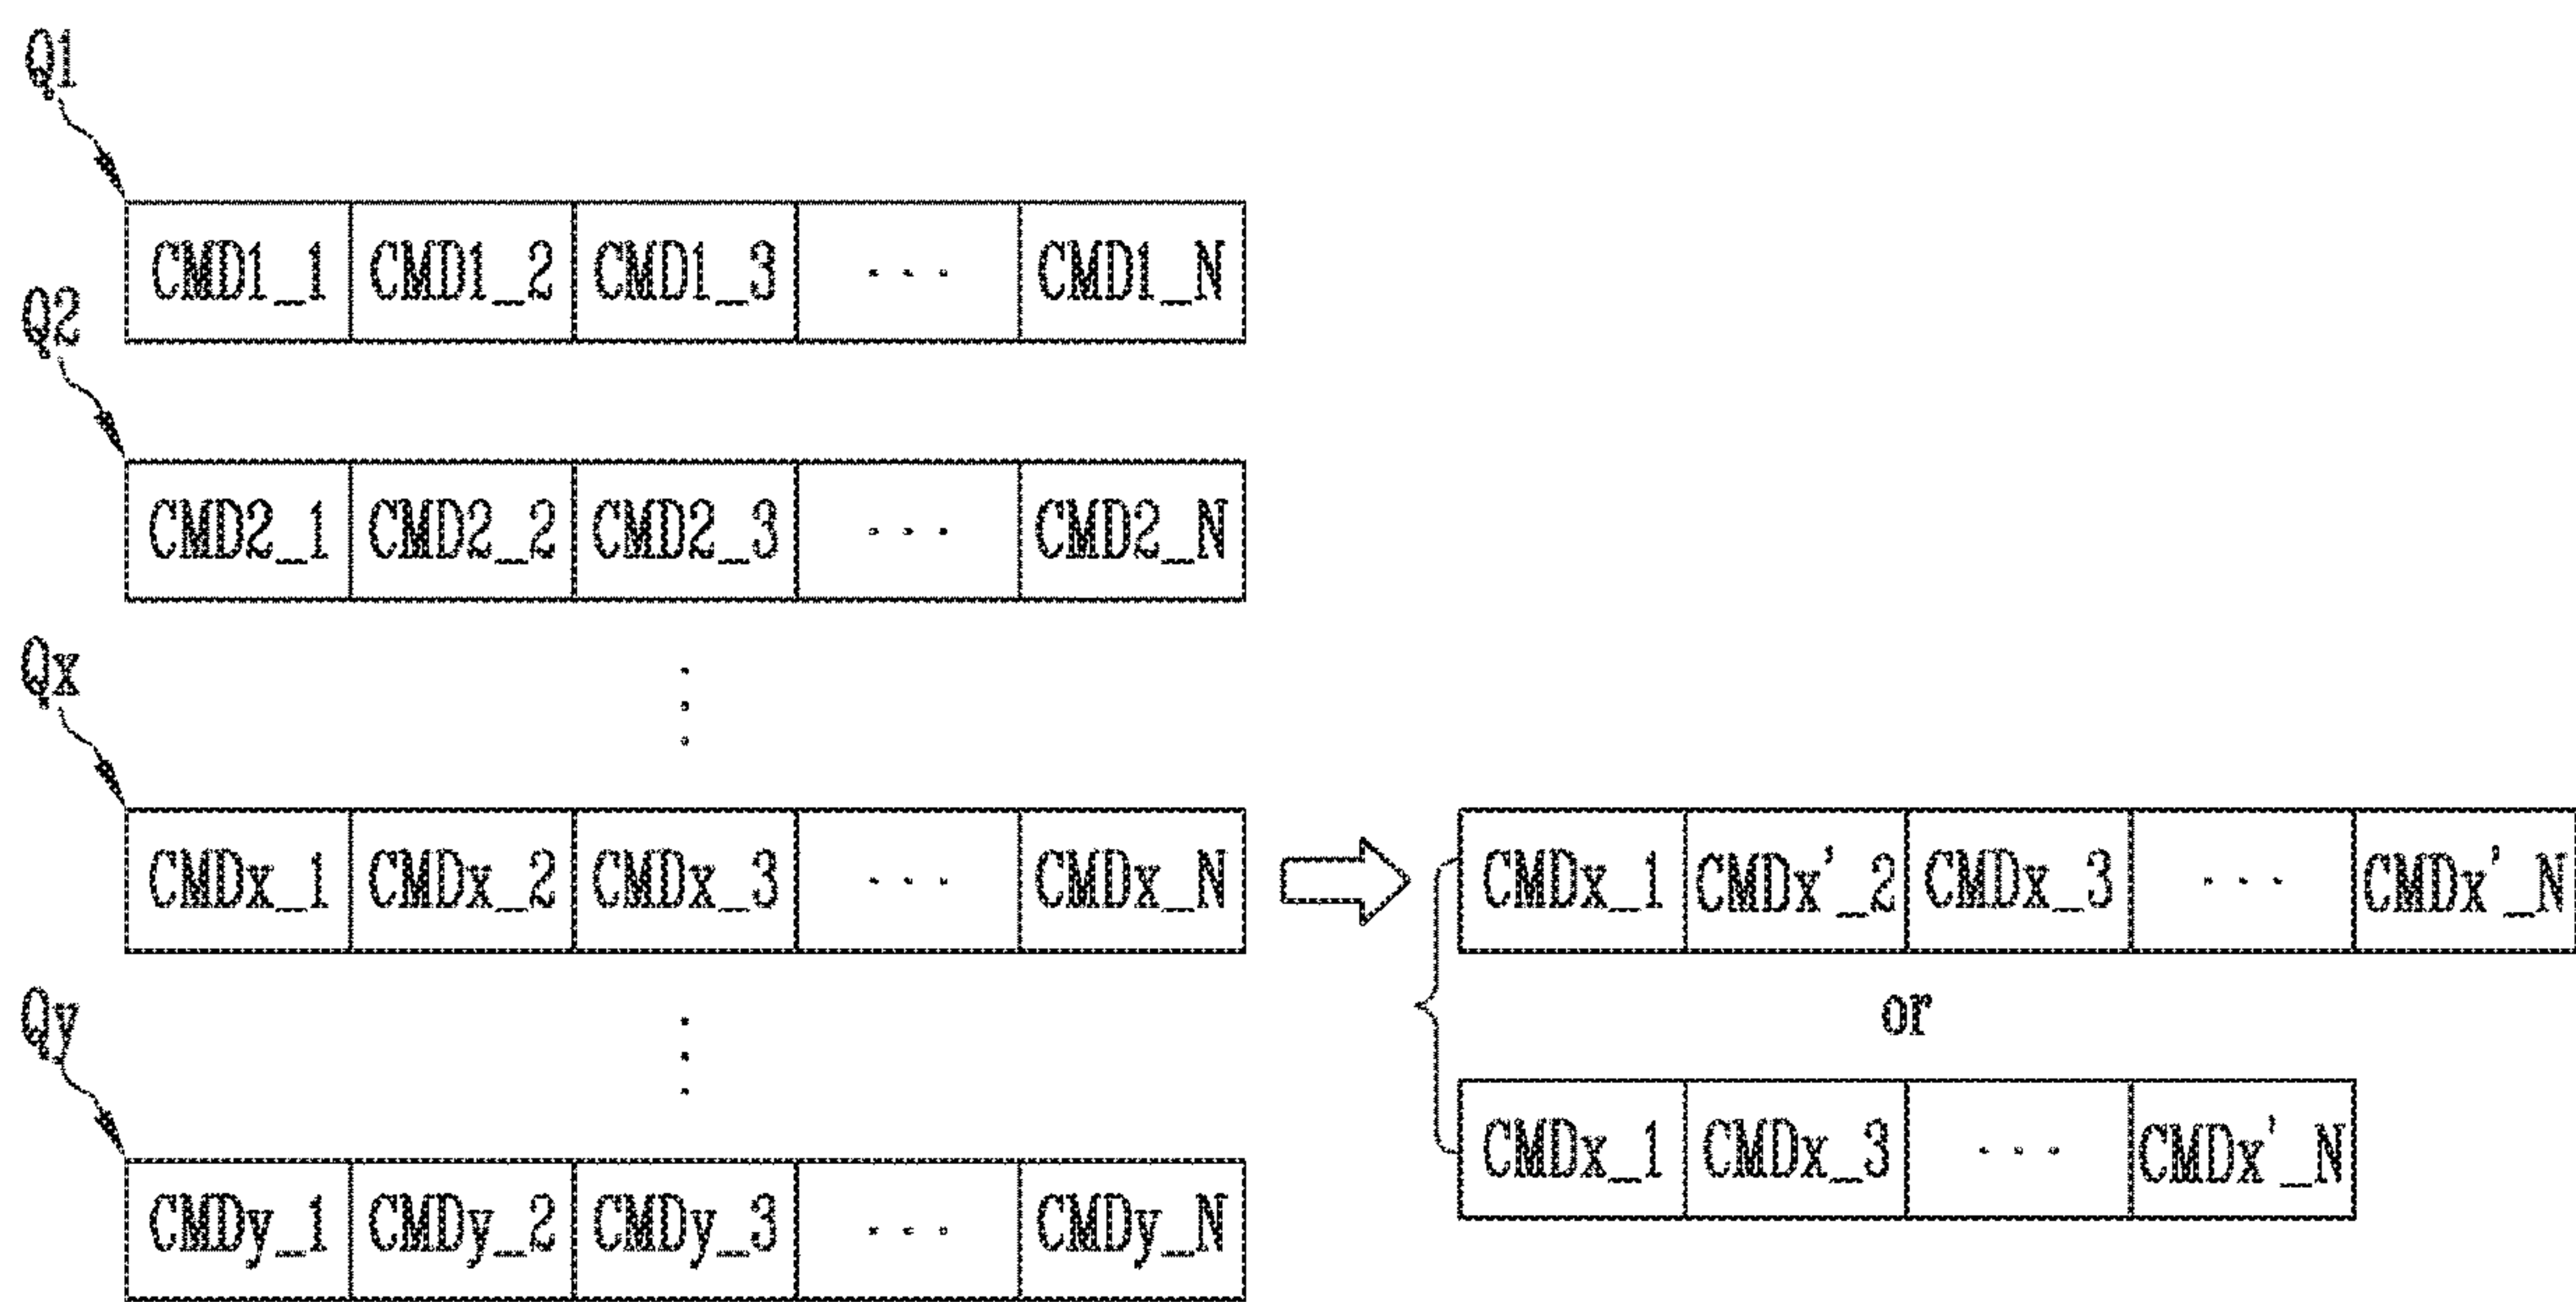 Q1
CMD1_1 CMD1_2 CMD1_3 ... CMD1_N
Q2
CMD2_1 CMD2_2 CMD2_3 ... CMD2_N
Qx
CMDx_1 CMDx_2 CMDx_3 ... CMDx_N
CMDx_1 CMDx'_2 CMDx_3 ... CMDx'_N
or
CMDx_1 CMDx_3 ... CMDx'_N
Qy
CMDy_1 CMDy_2 CMDy_3 ... CMDy_N